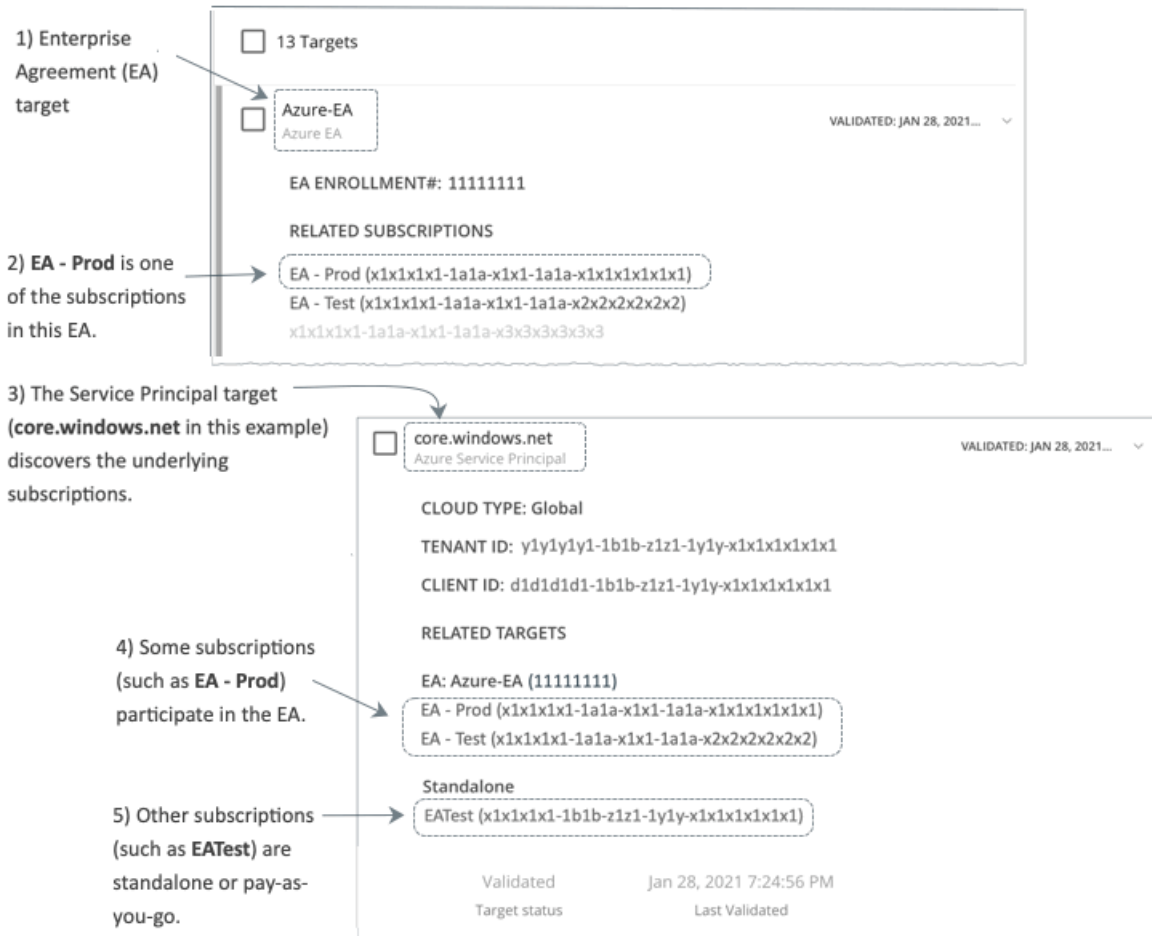 1) Enterprise
Agreement (EA)
target
13 Targets
Azure-EA
Azure EA
VALIDATED: JAN 28, 2021...
EA ENROLLMENT#: 11111111
RELATED SUBSCRIPTIONS
2) EA - Prod is one
of the subscriptions
in this EA.
EA - Prod (x1x1x1x1-1a1a-x1x1-1a1a-x1x1x1x1x1x1)
EA - Test (x1x1x1x1-1a1a-x1x1-1a1a-x2x2x2x2x2x2)
x1x1x1x1-1a1a-x1x1-1a1a-x3x3x3x3x3x3
3) The Service Principal target
(core.windows.net in this example)
discovers the underlying
subscriptions.
core.windows.net
Azure Service Principal
VALIDATED: JAN 28, 2021...
CLOUD TYPE: Global
TENANT ID: y1y1y1y1-1b1b-z1z1-1y1y-x1x1x1x1x1x1
CLIENT ID: d1d1d1d1-1b1b-z1z1-1y1y-x1x1x1x1x1x1
RELATED TARGETS
4) Some subscriptions
(such as EA - Prod)
participate in the EA.
EA: Azure-EA (11111111)
EA - Prod (x1x1x1x1-1a1a-x1x1-1a1a-x1x1x1x1x1x1)
EA - Test (x1x1x1x1-1a1a-x1x1-1a1a-x2x2x2x2x2x2)
Standalone
EATest (x1x1x1x1-1b1b-z1z1-1y1y-x1x1x1x1x1x1)
5) Other subscriptions
(such as EATest) are
standalone or pay-as-
you-go.
Validated Jan 28, 2021 7:24:56 PM
Target status Last Validated